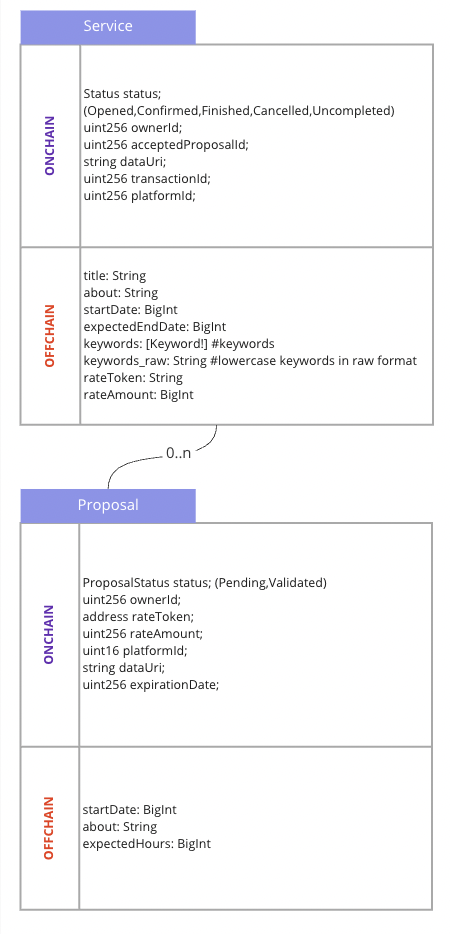 Service
ONCHAIN
Status status;
(Opened,Confirmed,Finished,Cancelled,Uncompleted)
uint256 ownerId;
uint256 acceptedProposalId;
string dataUri;
uint256 transactionId;
uint256 platformId;
OFFCHAIN
title: String
about: String
startDate: BigInt
expectedEndDate: BigInt
keywords: [Keyword!] #keywords
keywords_raw: String #lowercase keywords in raw format
rateToken: String
rateAmount: BigInt
0..n
Proposal
ONCHAIN
ProposalStatus status; (Pending,Validated)
uint256 ownerId;
address rateToken;
uint256 rateAmount;
uint16 platformId;
string dataUri;
uint256 expirationDate;
OFFCHAIN
startDate: BigInt
about: String
expectedHours: BigInt